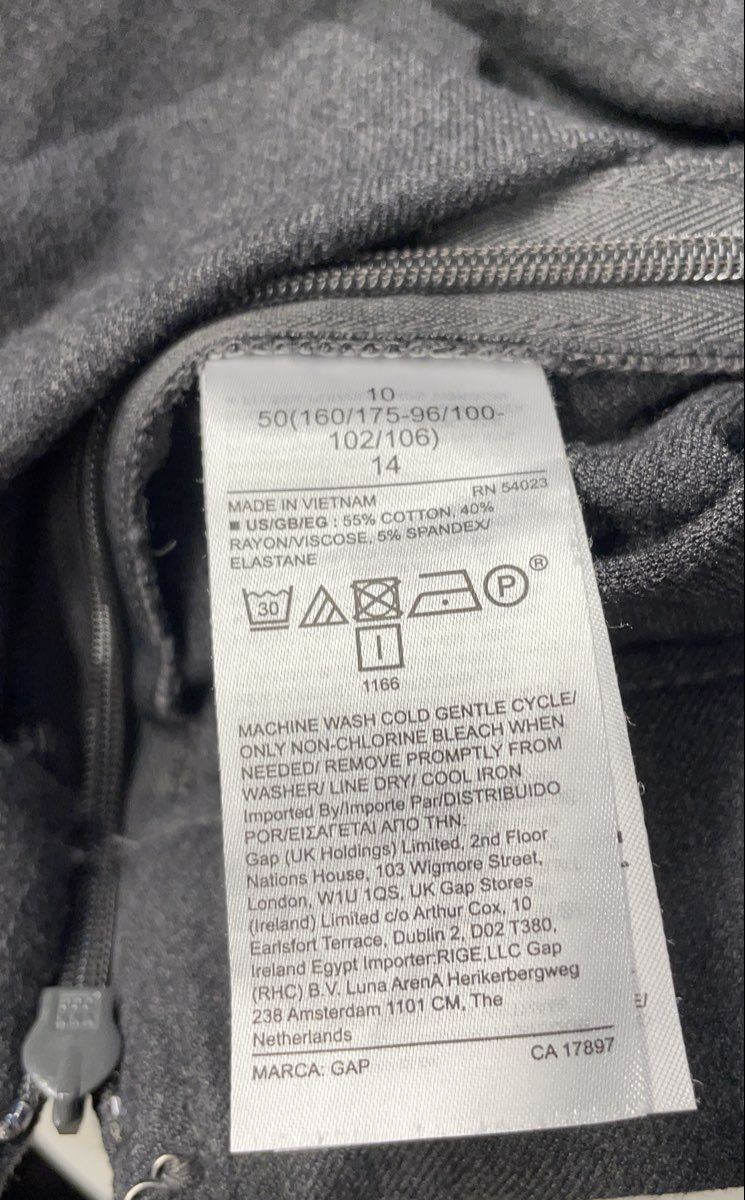 10
50(160/175-96/100-
102/106)
14
MADE IN VIETNAM RN 54023
■ US/GB/EG : 55% COTTON, 40%
RAYON/VISCOSE, 5% SPANDEX/
ELASTANE
30 P®
1166
MACHINE WASH COLD GENTLE CYCLE/
ONLY NON-CHLORINE BLEACH WHEN
NEEDED/ REMOVE PROMPTLY FROM
WASHER/ LINE DRY/ COOL IRON
Imported By/Importe Par/DISTRIBUIDO
POR/ΕΙΣΑΓΕΤΑΙ ΑΠΟ ΤΗΝ:
Gap (UK Holdings) Limited, 2nd Floor
Nations House, 103 Wigmore Street,
London, W1U 1QS, UK Gap Stores
(Ireland) Limited c/o Arthur Cox, 10
Earlsfort Terrace, Dublin 2, D02 T380,
Ireland Egypt Importer:RIGE,LLC Gap
(RHC) B.V. Luna ArenA Herikerbergweg
238 Amsterdam 1101 CM, The
Netherlands
MARCA: GAP CA 17897